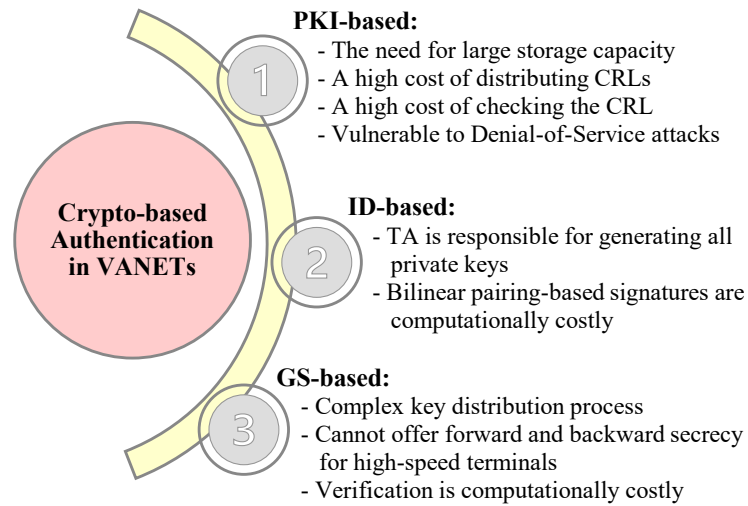 Crypto-based
Authentication
in VANETs
1
PKI-based:
- The need for large storage capacity
- A high cost of distributing CRLs
- A high cost of checking the CRL
- Vulnerable to Denial-of-Service attacks
2
ID-based:
- TA is responsible for generating all
private keys
- Bilinear pairing-based signatures are
computationally costly
3
GS-based:
- Complex key distribution process
- Cannot offer forward and backward secrecy
for high-speed terminals
- Verification is computationally costly